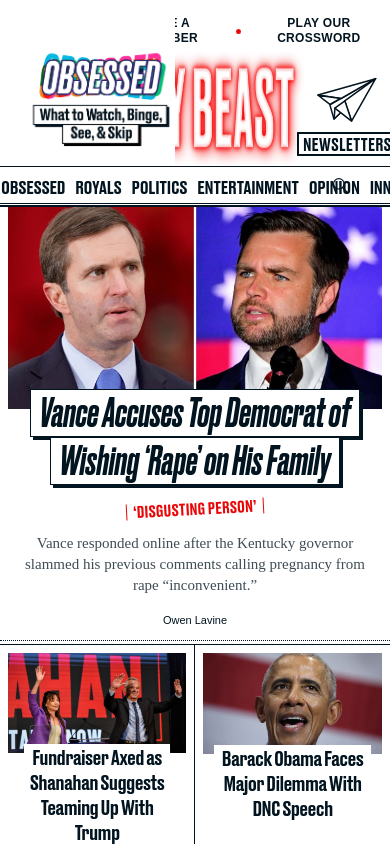 E A
BER
PLAY OUR
CROSSWORD
OBSESSED
What to Watch, Binge,
See, & Skip
Y BEAST
NEWSLETTERS
OBSESSED ROYALS POLITICS ENTERTAINMENT OPINION INN
Vance Accuses Top Democrat of
Wishing ‘Rape’ on His Family
‘DISGUSTING PERSON’
Vance responded online after the Kentucky governor
slammed his previous comments calling pregnancy from
rape “inconvenient.”
Owen Lavine
Fundraiser Axed as
Shanahan Suggests
Teaming Up With
Trump
Barack Obama Faces
Major Dilemma With
DNC Speech